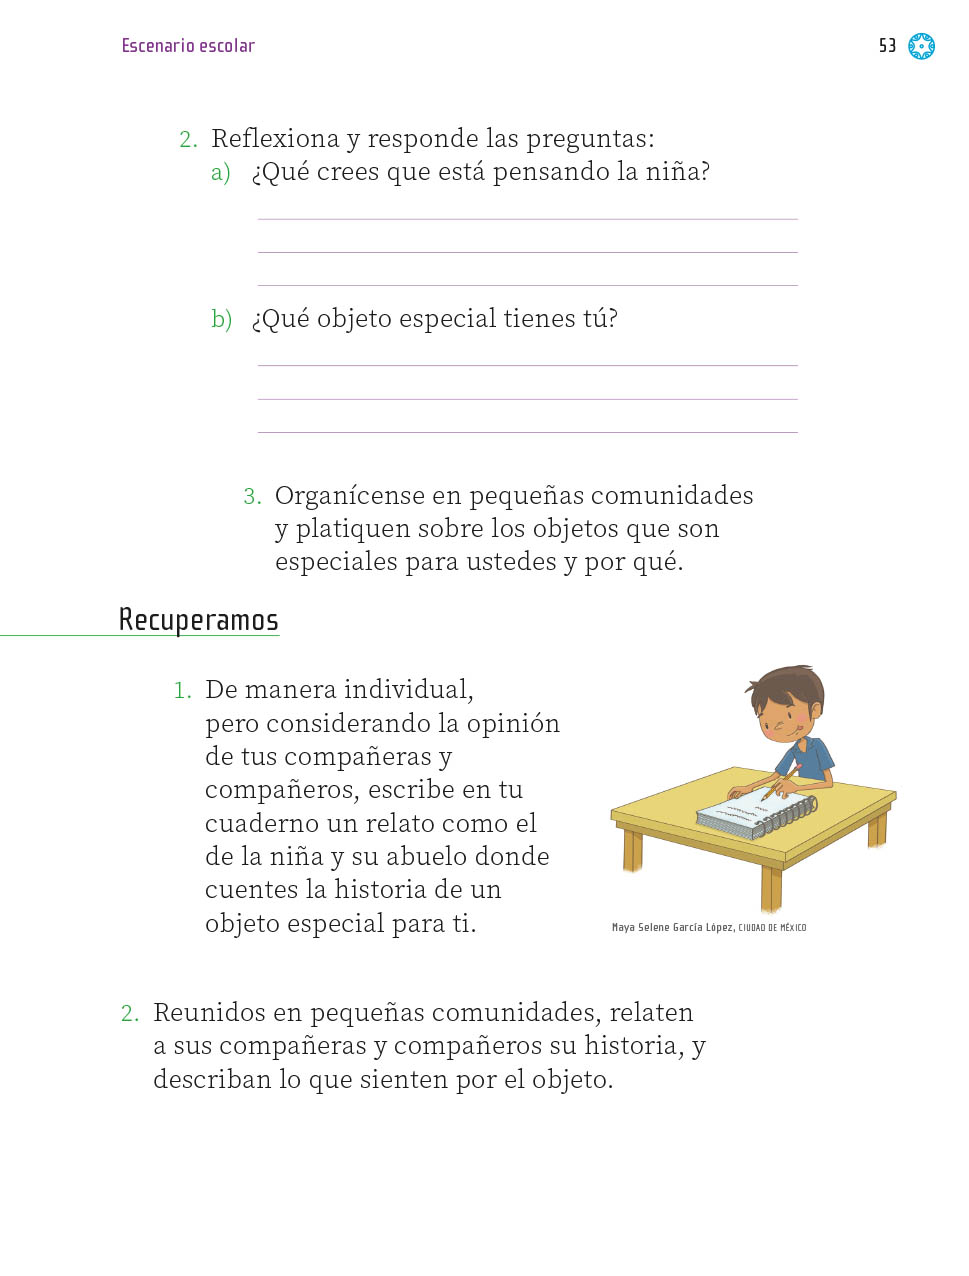 Escenario escolar
53
2. Reflexiona y responde las preguntas:
a) ¿Qué crees que está pensando la niña?
b) ¿Qué objeto especial tienes tú?
3. Organícense en pequeñas comunidades
y platiquen sobre los objetos que son
especiales para ustedes y por qué.
Recuperamos
1. De manera individual,
pero considerando la opinión
de tus compañeras y
compañeros, escribe en tu
cuaderno un relato como el
de la niña y su abuelo donde
cuentes la historia de un
objeto especial para ti.
Maya Selene García López, CIUDAD DE MÉXICO
2. Reunidos en pequeñas comunidades, relaten
a sus compañeras y compañeros su historia, y
describan lo que sienten por el objeto.